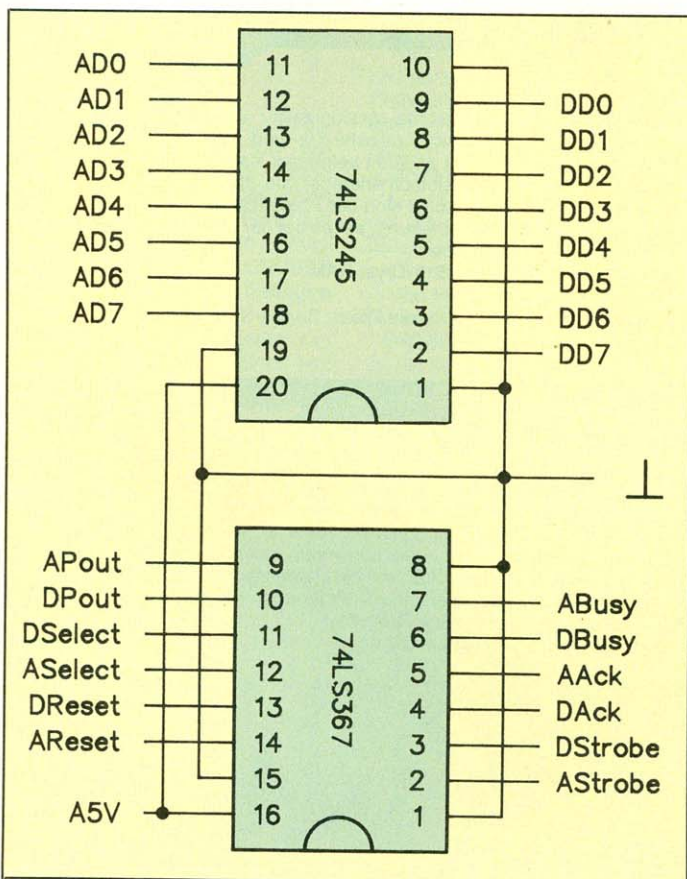 AD0 11 10
AD1 12 9 DD0
AD2 13 8 DD1
AD3 14 7 DD2
AD4 15 6 DD3
AD5 16 5 DD4
AD6 17 4 DD5
AD7 18 3 DD6
19 2 DD7
20 1
74LS245
APout 9 8
DPout 10 7 ABusy
DSelect 11 6 DBusy
ASelect 12 5 AAck
DReset 13 4 DAck
AReset 14 3 DStrobe
15 2 AStrobe
A5V 16 1
74LS367